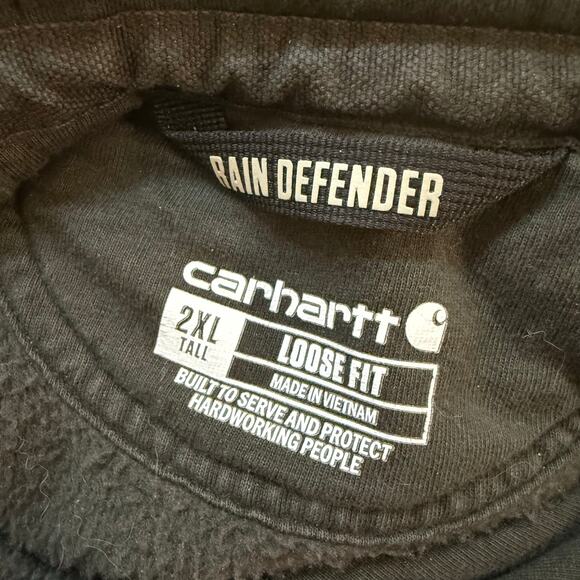 RAIN DEFENDER
carhartt
2XL
TALL
LOOSE FIT
MADE IN VIETNAM
BUILT TO SERVE AND PROTECT
HARDWORKING PEOPLE